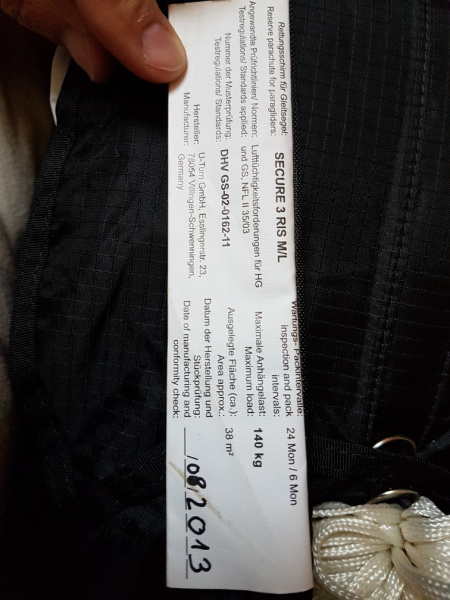 Rettungsschirm für Gleitsegel:
Reserve parachute for paragliders:
SECURE 3 RIS M/L
Angewandte Prüfrichtlinien/ Normen:
Testregulations/ Standards applied:
Lufttüchtigkeitsforderungen für HG
und GS, NFL II 35/03
Nummer der Musterprüfung:
Testregulations/ Standards:
DHV GS-02-0162-11
Hersteller:
Manufacturer:
U-Turn GmbH, Esslingerstr. 23,
78054 Villingen-Schwenningen,
Germany
Wartungs- Packintervalle:
inspection and pack
intervals:
24 Mon / 6 Mon
Maximale Anhängelast:
Maximum load:
140 kg
Ausgelegte Fläche (ca.):
Area approx.:
38 m²
Datum der Herstellung und
Stückprüfung:
Date of manufacturing and
conformity check:
__/08/2013